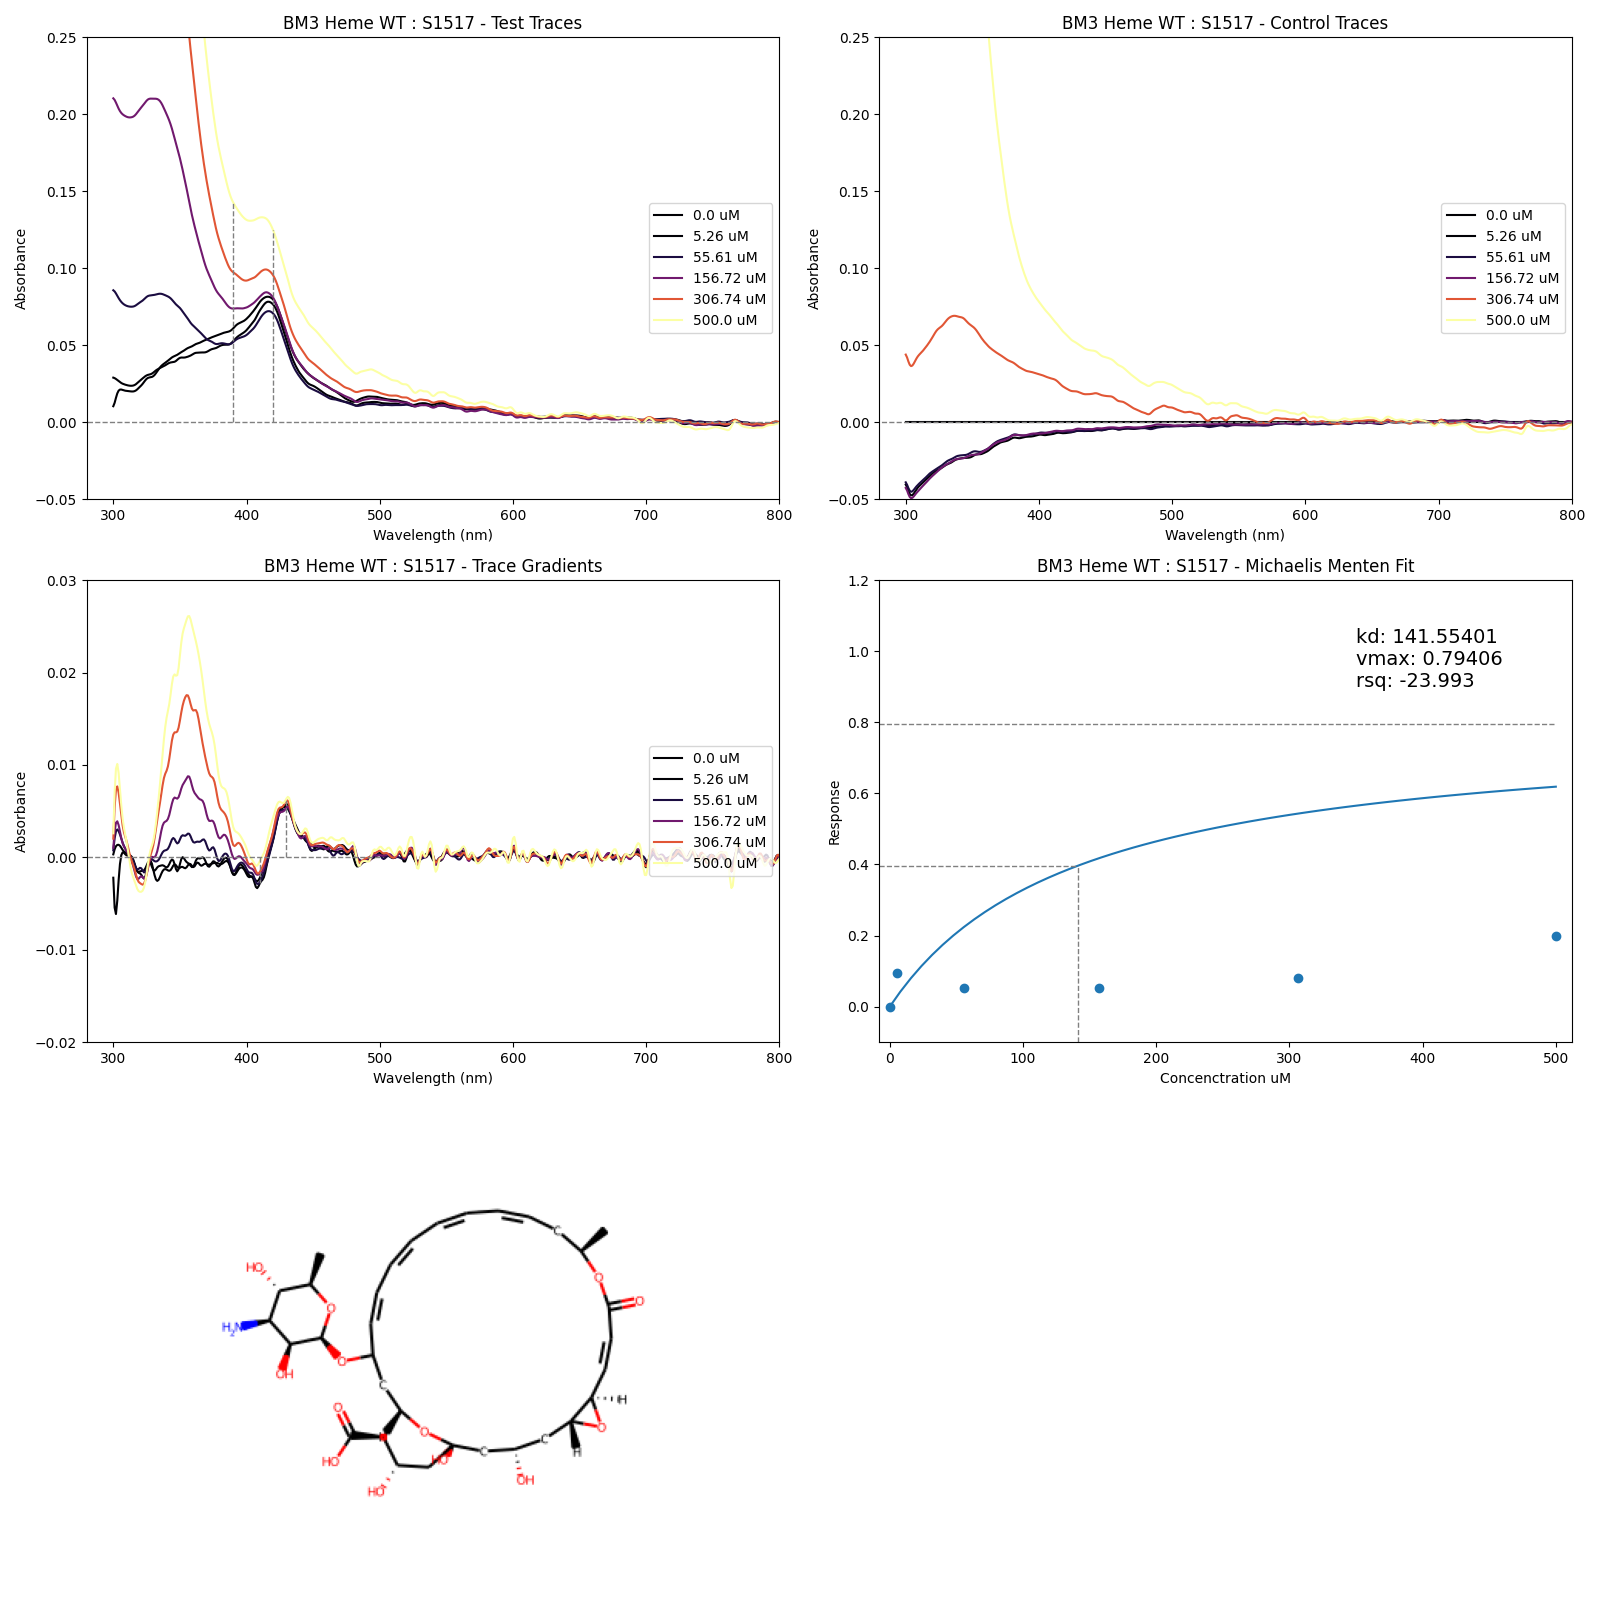 BM3 Heme WT : S1517 - Test Traces
0.25
0.20
0.15
0.10
0.05
0.00
−0.05
Absorbance
0.0 uM
5.26 uM
55.61 uM
156.72 uM
306.74 uM
500.0 uM
300 400 500 600 700 800
Wavelength (nm)
BM3 Heme WT : S1517 - Control Traces
0.25
0.20
0.15
0.10
0.05
0.00
−0.05
Absorbance
0.0 uM
5.26 uM
55.61 uM
156.72 uM
306.74 uM
500.0 uM
300 400 500 600 700 800
Wavelength (nm)
BM3 Heme WT : S1517 - Trace Gradients
0.03
0.02
0.01
0.00
−0.01
−0.02
Absorbance
0.0 uM
5.26 uM
55.61 uM
156.72 uM
306.74 uM
500.0 uM
300 400 500 600 700 800
Wavelength (nm)
BM3 Heme WT : S1517 - Michaelis Menten Fit
1.2
1.0
0.8
0.6
0.4
0.2
0.0
Response
kd: 141.55401
vmax: 0.79406
rsq: -23.993
0 100 200 300 400 500
Concenctration uM
C
HO
O
O
O
H2N
O
OH
C
H
O
O
O
C
H
HO
HO
C
OH
HO